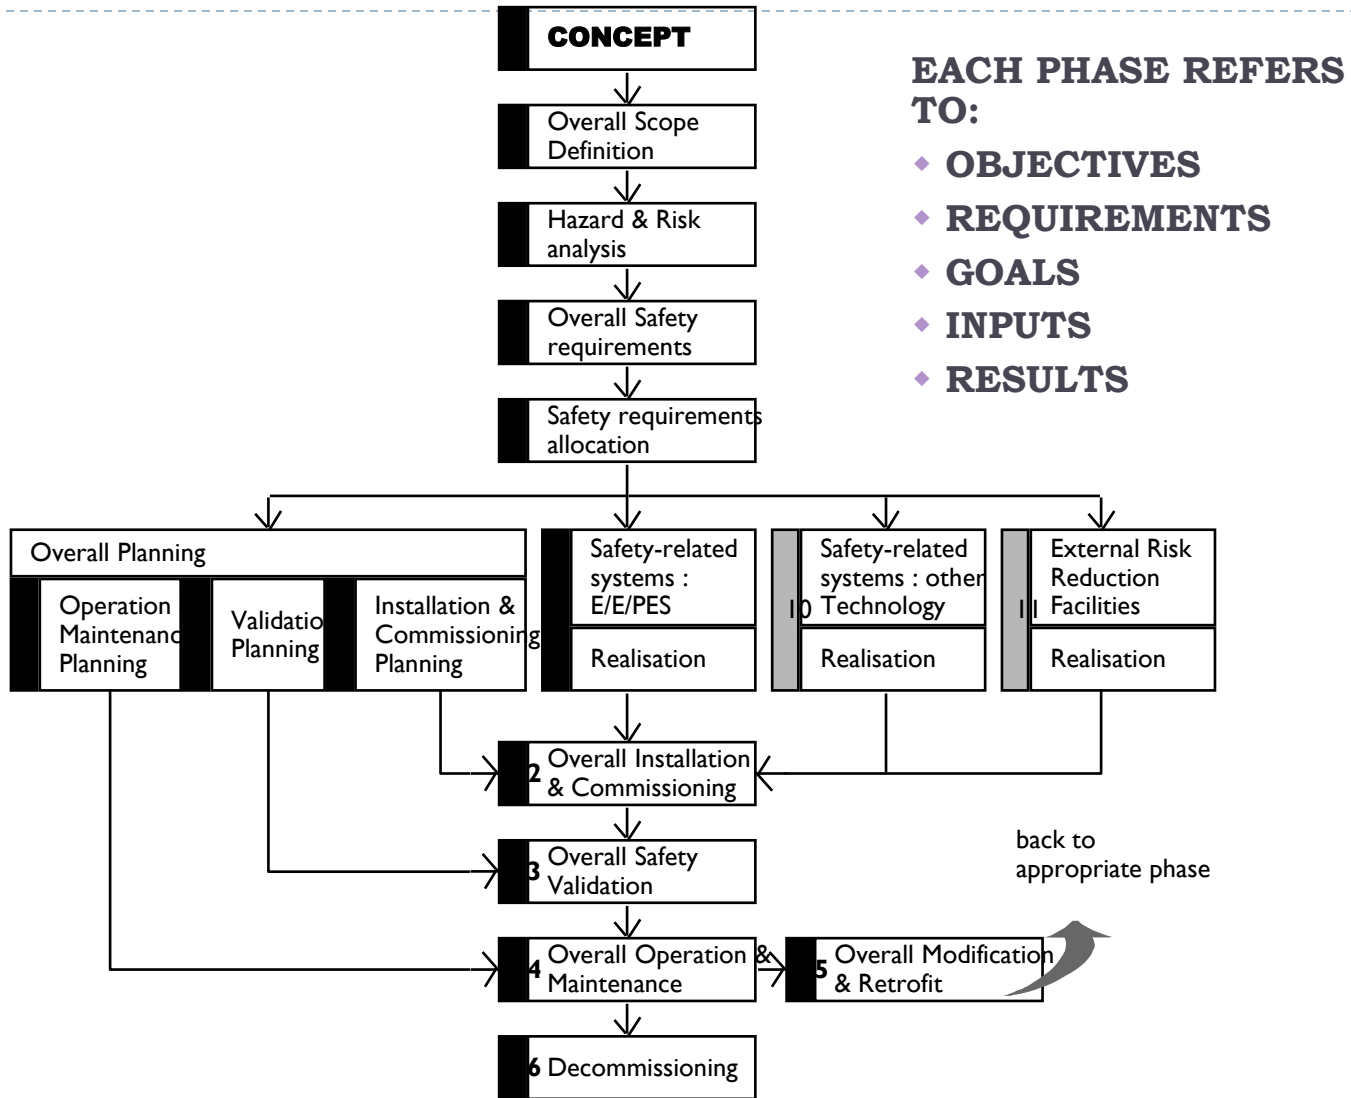 CONCEPT
EACH PHASE REFERS
TO:
OBJECTIVES
REQUIREMENTS
GOALS
INPUTS
RESULTS
Overall Scope
Definition
Hazard & Risk
analysis
Overall Safety
requirements
Safety requirements
allocation
Overall Planning
Operation
Maintenanc
Planning
Validatio
Planning
Installation &
Commissioning
Planning
Safety-related
systems :
E/E/PES
Realisation
10
Safety-related
systems : other
Technology
Realisation
11
External Risk
Reduction
Facilities
Realisation
2
Overall Installation
& Commissioning
3
Overall Safety
Validation
back to
appropriate phase
4
Overall Operation &
Maintenance
5
Overall Modification
& Retrofit
6
Decommissioning